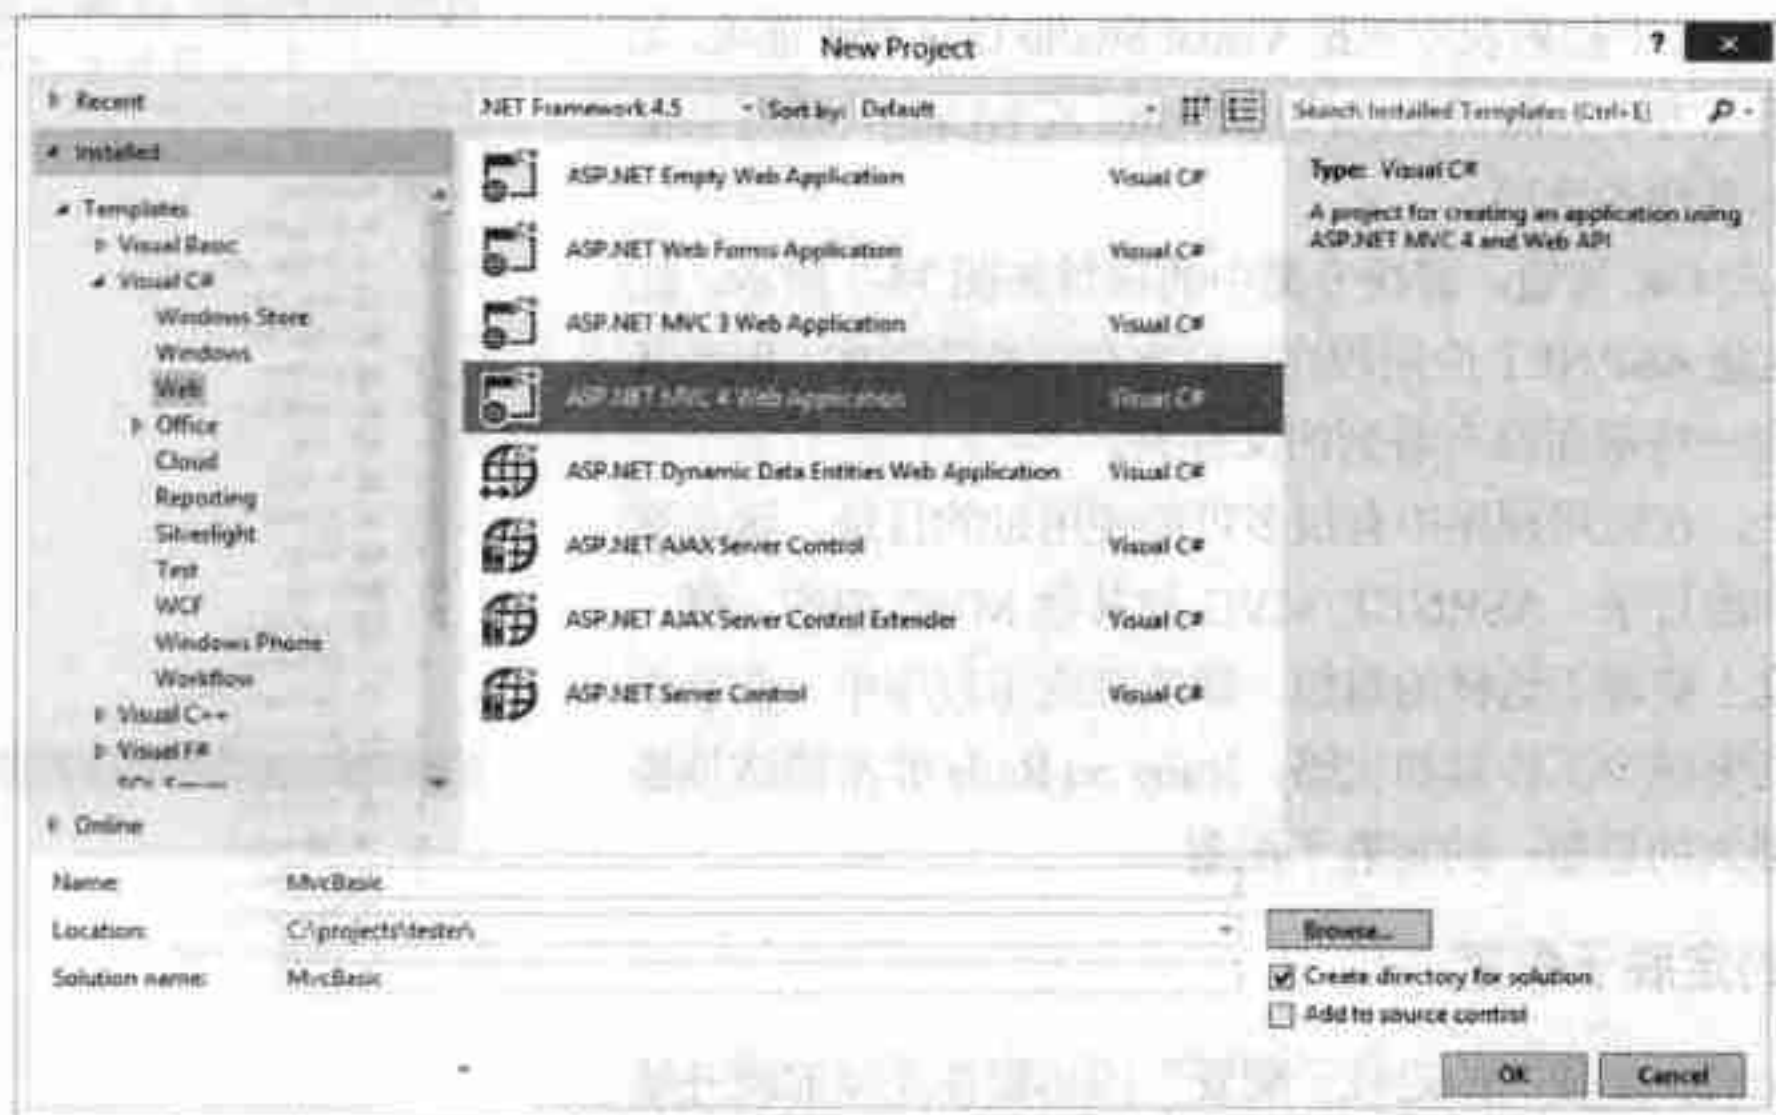 New Project
?
Recent
.NET Framework 4.5
Sort by: Default
Search Installed Templates (Ctrl+E)
Installed
Templates
Visual Basic
Visual C#
Windows Store
Windows
Web
Office
Cloud
Reporting
Silverlight
Test
WCF
Windows Phone
Workflow
Visual C++
Visual F#
Online
ASP.NET Empty Web Application Visual C#
ASP.NET Web Forms Application Visual C#
ASP.NET MVC 3 Web Application Visual C#
ASP.NET MVC 4 Web Application Visual C#
ASP.NET Dynamic Data Entities Web Application Visual C#
ASP.NET AJAX Server Control Visual C#
ASP.NET AJAX Server Control Extender Visual C#
ASP.NET Server Control Visual C#
Type: Visual C#
A project for creating an application using
ASP.NET MVC 4 and Web API
Name: MvcBasic
Location: C:\projects\tester\
Browse...
Solution name: MvcBasic
Create directory for solution
Add to source control
OK
Cancel